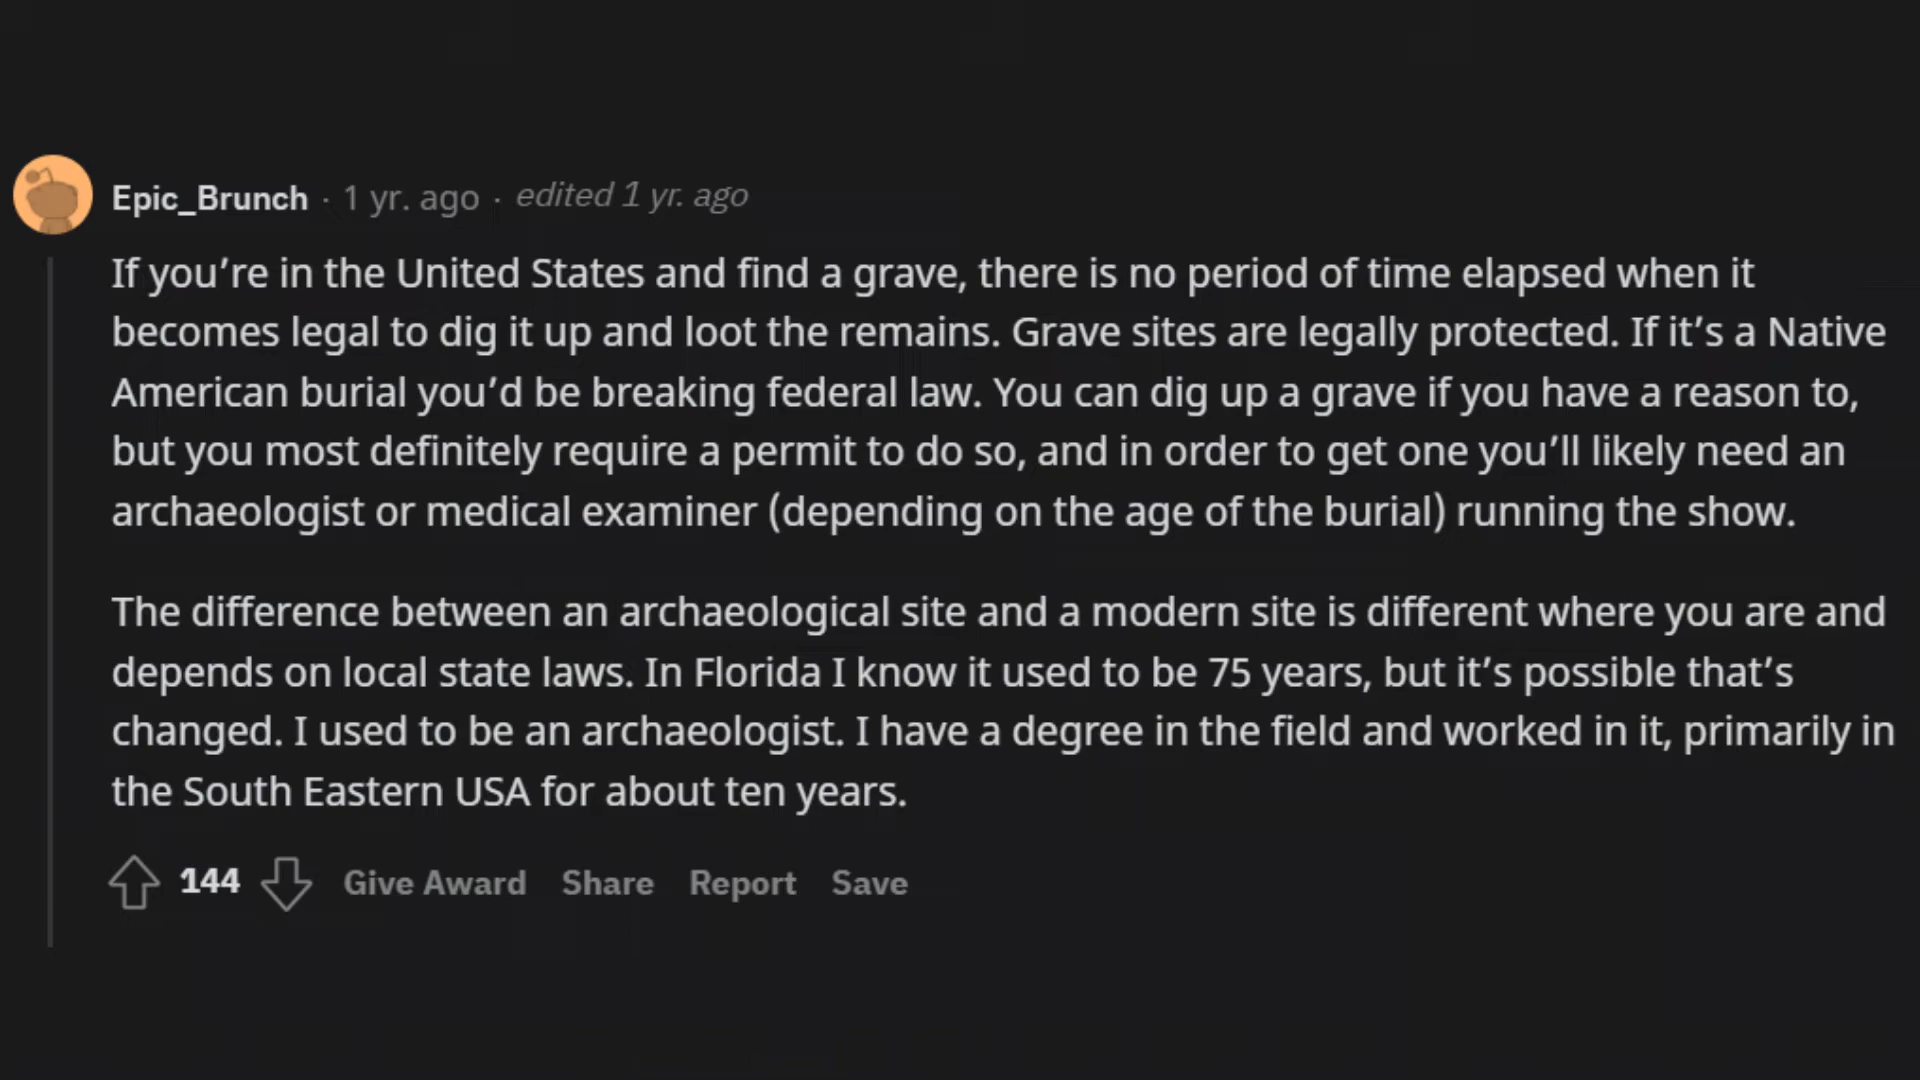 Epic_Brunch · 1 yr. ago · edited 1 yr. ago
If you’re in the United States and find a grave, there is no period of time elapsed when it
becomes legal to dig it up and loot the remains. Grave sites are legally protected. If it’s a Native
American burial you’d be breaking federal law. You can dig up a grave if you have a reason to,
but you most definitely require a permit to do so, and in order to get one you’ll likely need an
archaeologist or medical examiner (depending on the age of the burial) running the show.
The difference between an archaeological site and a modern site is different where you are and
depends on local state laws. In Florida I know it used to be 75 years, but it’s possible that’s
changed. I used to be an archaeologist. I have a degree in the field and worked in it, primarily in
the South Eastern USA for about ten years.
144 Give Award Share Report Save